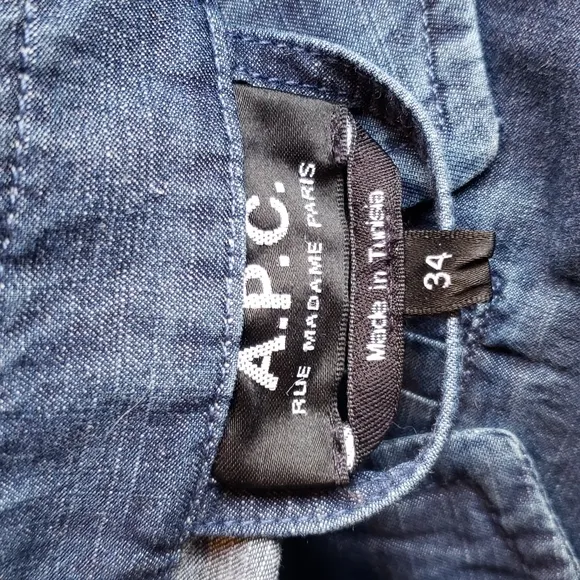 A.P.C.
RUE MADAME PARIS
Made in Tunisia
34